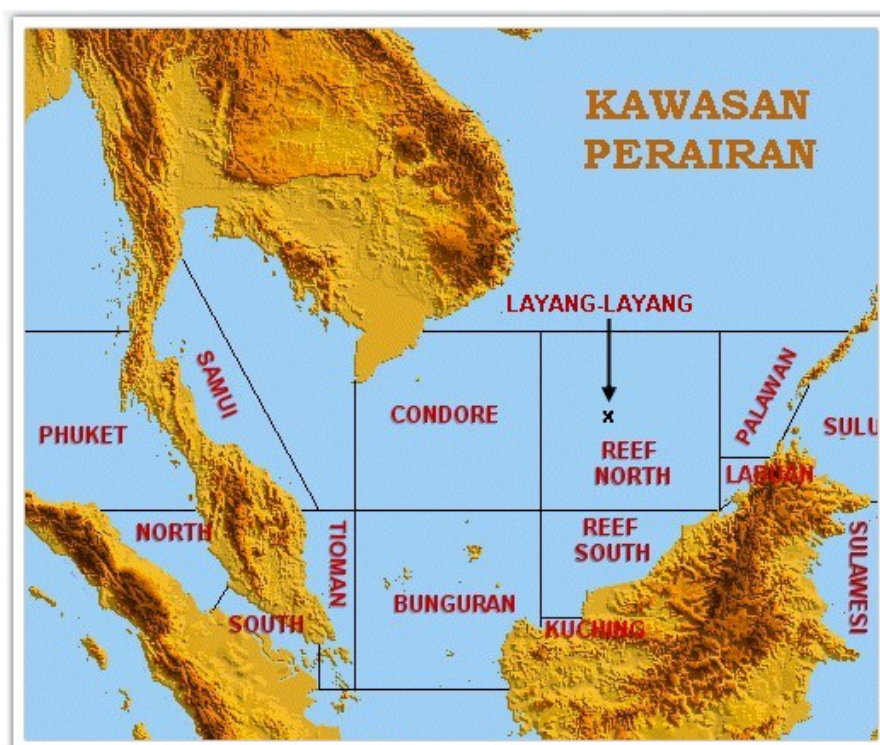 KAWASAN
PERAIRAN
LAYANG-LAYANG
SAMUI
PALAWAN
PHUKET
CONDORE
x
REEF
NORTH
SULU
LABUAN
NORTH
TIOMAN
REEF
SOUTH
SULAWESI
SOUTH
BUNGURAN
KUCHING